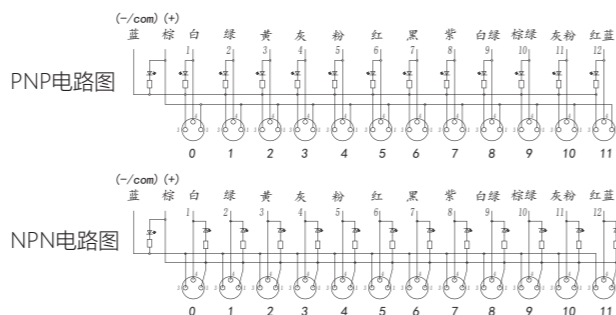 (-/com) (+)
蓝 棕 白 绿 黄 灰 粉 红 黑 紫 白绿 棕绿 灰粉 红蓝
1 2 3 4 5 6 7 8 9 10 11 12
PNP电路图
0 1 2 3 4 5 6 7 8 9 10 11
(-/com) (+)
蓝 棕 白 绿 黄 灰 粉 红 黑 紫 白绿 棕绿 灰粉 红蓝
1 2 3 4 5 6 7 8 9 10 11 12
NPN电路图
0 1 2 3 4 5 6 7 8 9 10 11